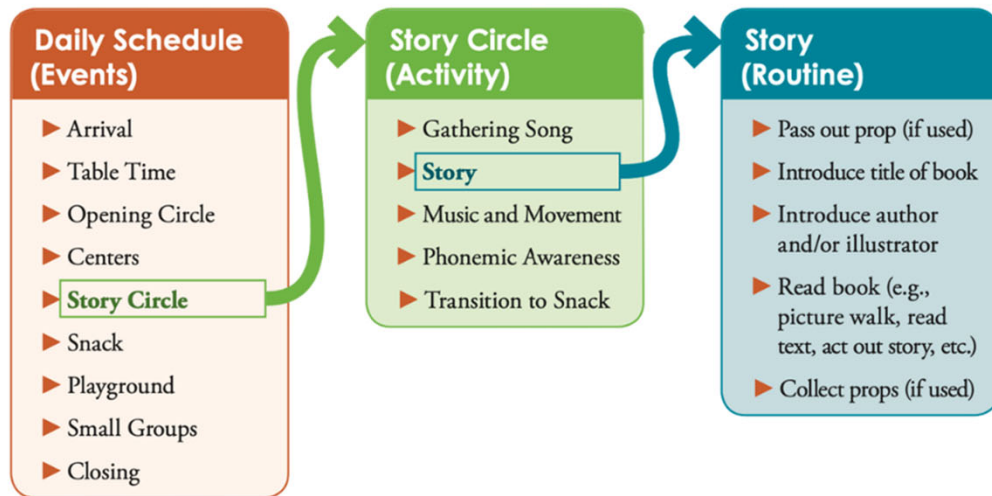 Daily Schedule
(Events)
Arrival
Table Time
Opening Circle
Centers
Story Circle
Snack
Playground
Small Groups
Closing
Story Circle
(Activity)
Gathering Song
Story
Music and Movement
Phonemic Awareness
Transition to Snack
Story
(Routine)
Pass out prop (if used)
Introduce title of book
Introduce author
and/or illustrator
Read book (e.g.,
picture walk, read
text, act out story, etc.)
Collect props (if used)